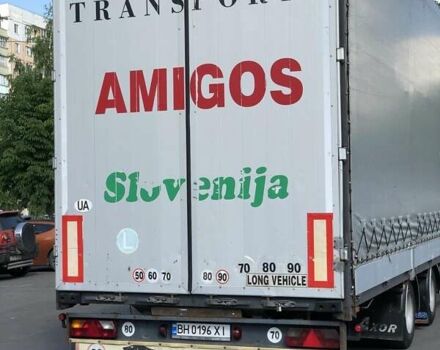 TRANSPORT
AMIGOS
Slovenija
UA
L
50 60 70 80 90 70 80 90
LONG VEHICLE
80 BH 0196 XI 70
AXOR